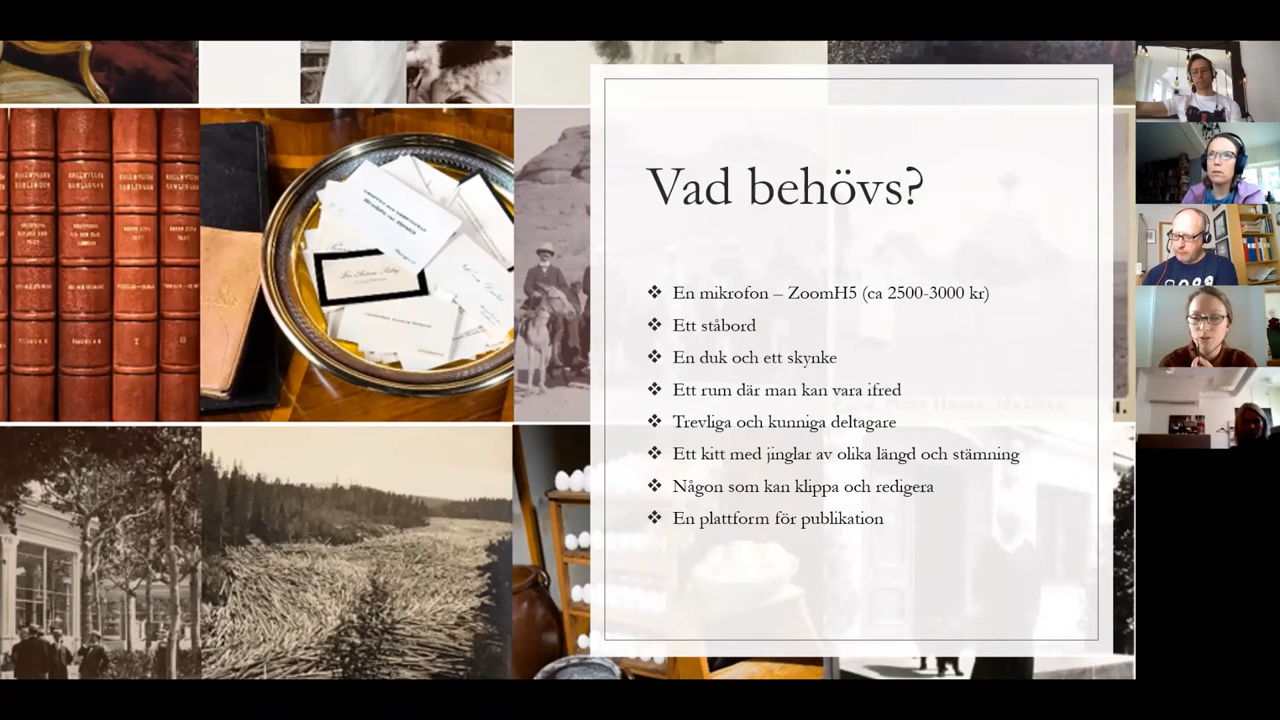 Vad behövs?
En mikrofon – ZoomH5 (ca 2500-3000 kr)
Ett ståbord
En duk och ett skynke
Ett rum där man kan vara ifred
Trevliga och kunniga deltagare
Ett kitt med jinglar av olika längd och stämning
Någon som kan klippa och redigera
En plattform för publikation